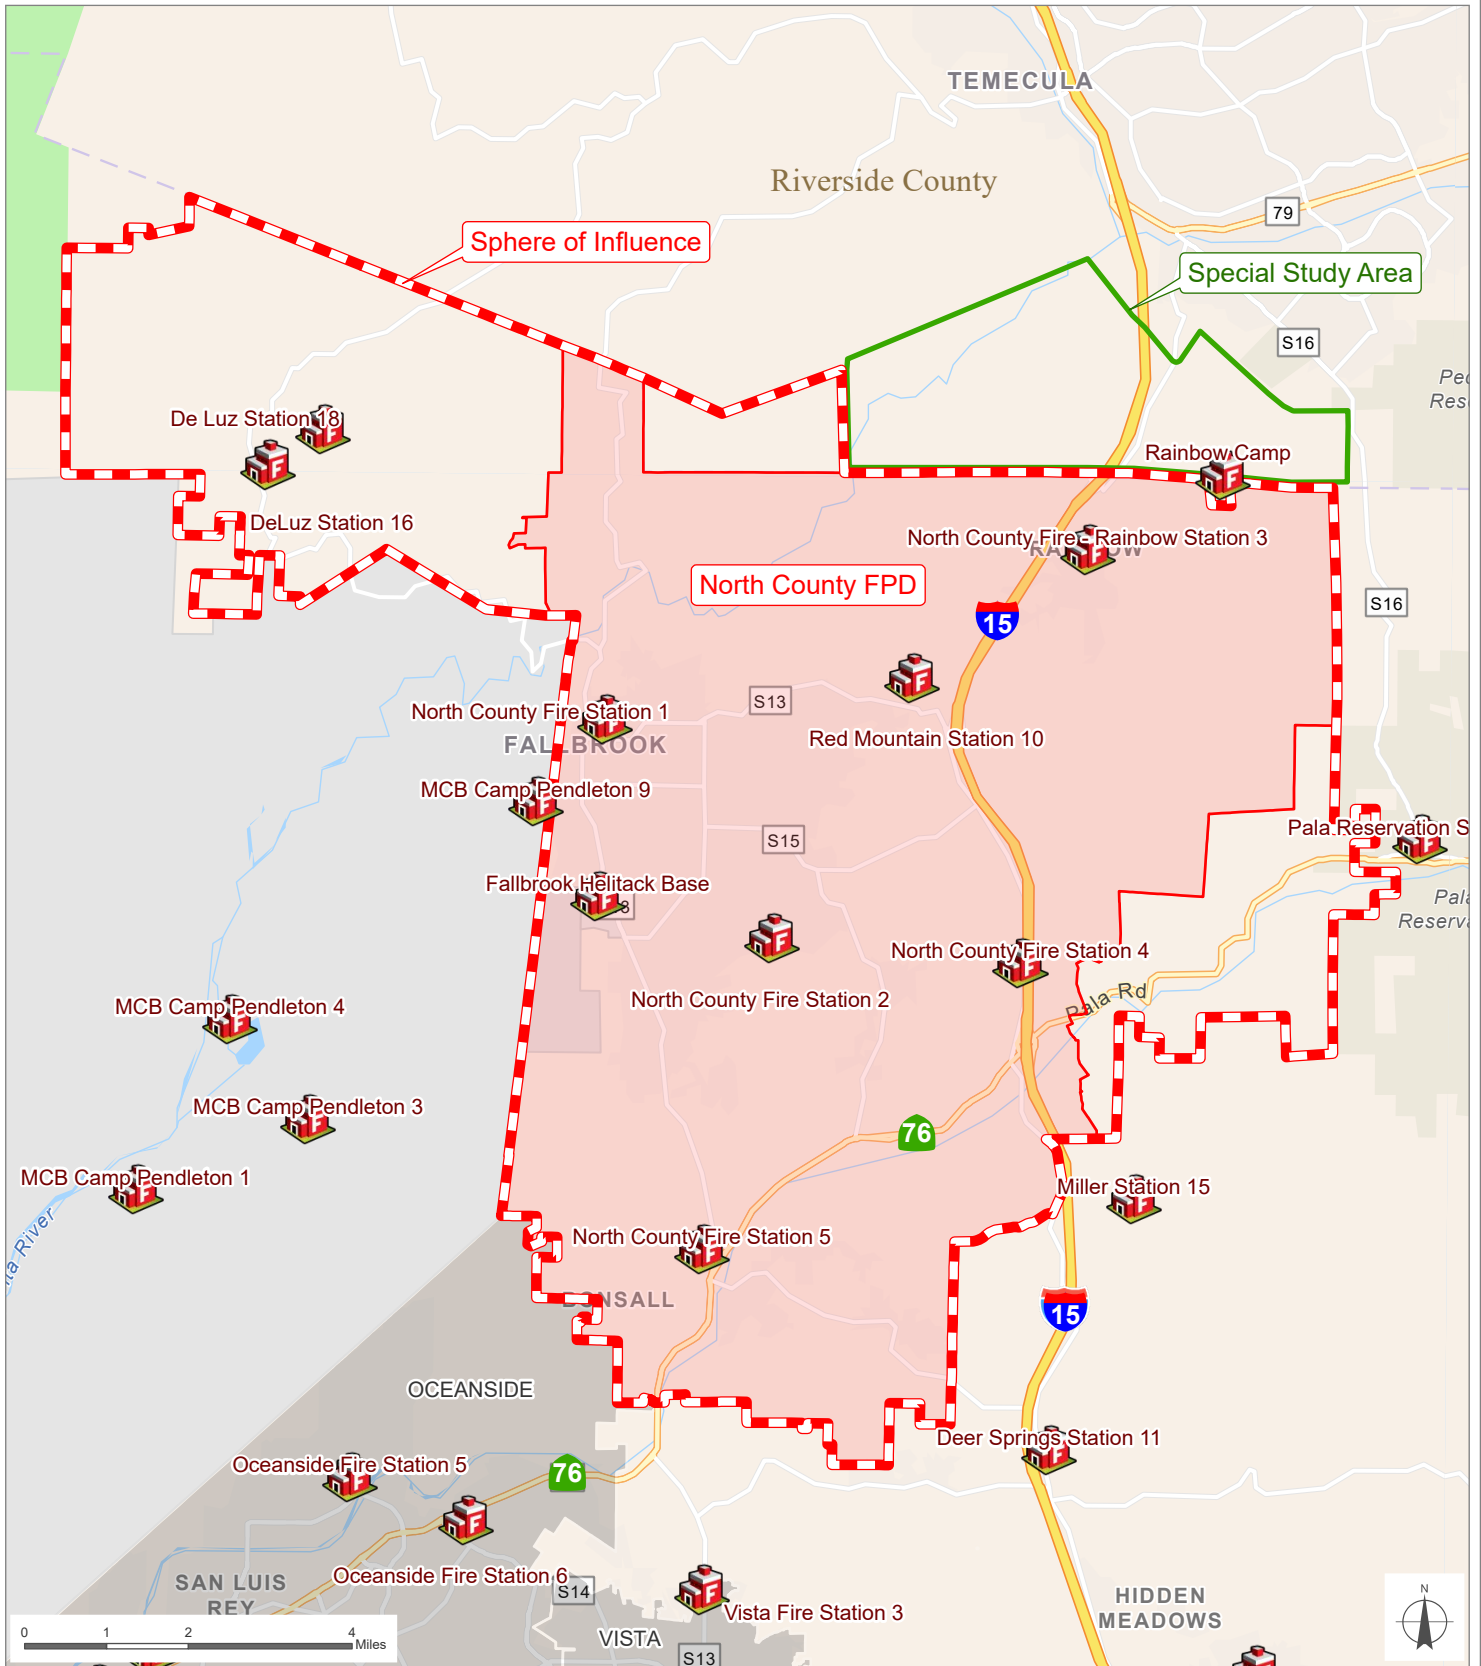 TEMECULA
Riverside County
79
Sphere of Influence
Special Study Area
S16
De Luz Station 18
Rainbow Camp
DeLuz Station 16
North County Fire - Rainbow Station 3
North County FPD
S16
15
S13
North County Fire Station 1
FALLBROOK
Red Mountain Station 10
MCB Camp Pendleton 9
S15
Pala Reservation S
Fallbrook Helitack Base
North County Fire Station 4
Pala Rd
North County Fire Station 2
MCB Camp Pendleton 4
MCB Camp Pendleton 3
76
MCB Camp Pendleton 1
Miller Station 15
River
North County Fire Station 5
BONSALL
15
OCEANSIDE
Deer Springs Station 11
Oceanside Fire Station 5
76
Oceanside Fire Station 6
S14
SAN LUIS
REY
HIDDEN
MEADOWS
Vista Fire Station 3
VISTA
S13
0 1 2 4
Miles
N